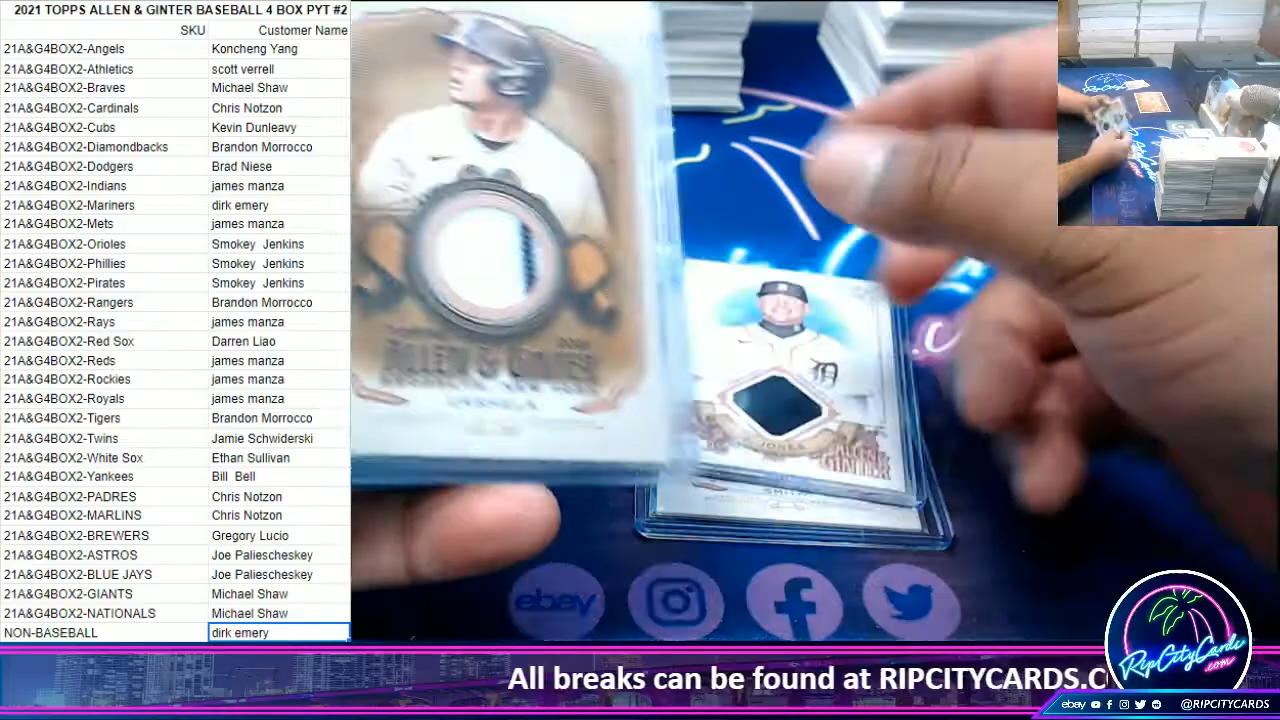 2021 TOPPS ALLEN & GINTER BASEBALL 4 BOX PYT #2
SKU Customer Name
21A&G4BOX2-Angels Koncheng Yang
21A&G4BOX2-Athletics scott verrell
21A&G4BOX2-Braves Michael Shaw
21A&G4BOX2-Cardinals Chris Notzon
21A&G4BOX2-Cubs Kevin Dunleavy
21A&G4BOX2-Diamondbacks Brandon Morrocco
21A&G4BOX2-Dodgers Brad Niese
21A&G4BOX2-Indians james manza
21A&G4BOX2-Mariners dirk emery
21A&G4BOX2-Mets james manza
21A&G4BOX2-Orioles Smokey Jenkins
21A&G4BOX2-Phillies Smokey Jenkins
21A&G4BOX2-Pirates Smokey Jenkins
21A&G4BOX2-Rangers Brandon Morrocco
21A&G4BOX2-Rays james manza
21A&G4BOX2-Red Sox Darren Liao
21A&G4BOX2-Reds james manza
21A&G4BOX2-Rockies james manza
21A&G4BOX2-Royals james manza
21A&G4BOX2-Tigers Brandon Morrocco
21A&G4BOX2-Twins Jamie Schwiderski
21A&G4BOX2-White Sox Ethan Sullivan
21A&G4BOX2-Yankees Bill Bell
21A&G4BOX2-PADRES Chris Notzon
21A&G4BOX2-MARLINS Chris Notzon
21A&G4BOX2-BREWERS Gregory Lucio
21A&G4BOX2-ASTROS Joe Paliescheskey
21A&G4BOX2-BLUE JAYS Joe Paliescheskey
21A&G4BOX2-GIANTS Michael Shaw
21A&G4BOX2-NATIONALS Michael Shaw
NON-BASEBALL dirk emery
ALLEN & GINTER
D
JONES
GINTER
.C
ebay
All breaks can be found at RIPCITYCARDS.C
RipCityCards
.com
ebay @RIPCITYCARDS